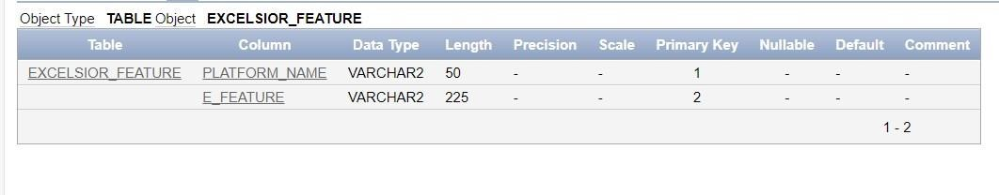 Object Type TABLE Object EXCELSIOR_FEATURE
Table Column Data Type Length Precision Scale Primary Key Nullable Default Comment
EXCELSIOR_FEATURE PLATFORM_NAME VARCHAR2 50 - - 1 - - -
E_FEATURE VARCHAR2 225 - - 2 - - -
1 - 2